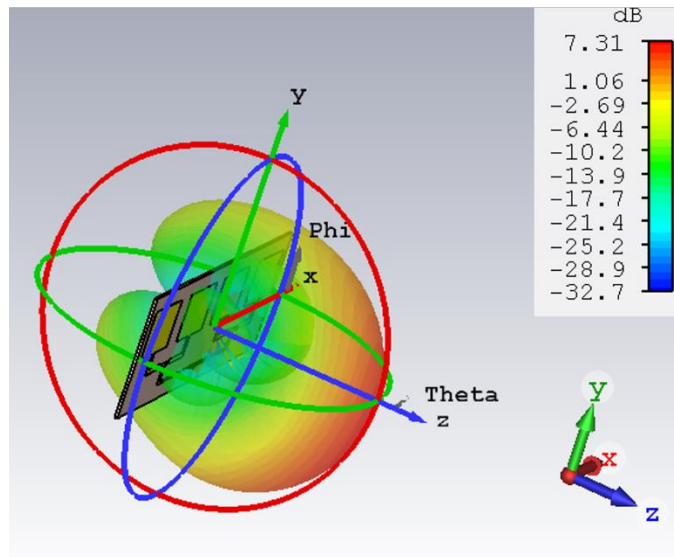 dB
7.31
1.06
-2.69
-6.44
-10.2
-13.9
-17.7
-21.4
-25.2
-28.9
-32.7
y
Phi
x
Theta
z
y
x
z